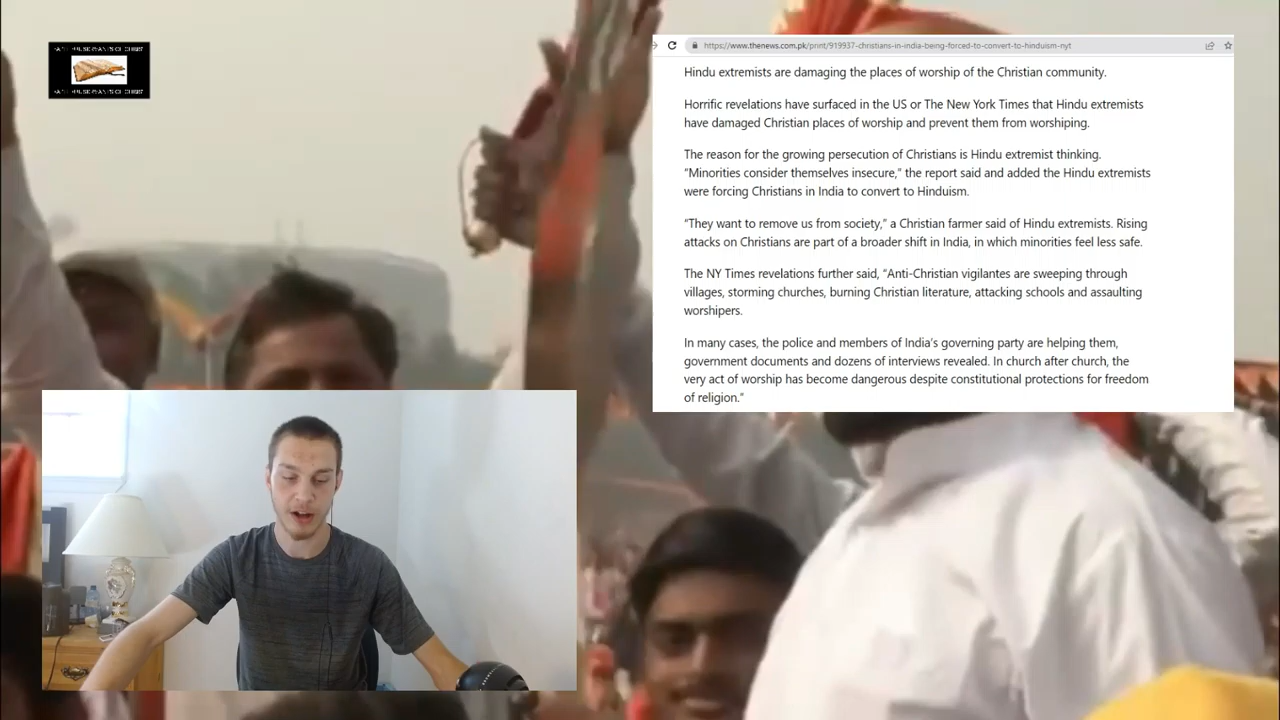 https://www.thenews.com.pk/print/919937-christians-in-india-being-forced-to-convert-to-hinduism-nyt
Hindu extremists are damaging the places of worship of the Christian community.
Horrific revelations have surfaced in the US or The New York Times that Hindu extremists
have damaged Christian places of worship and prevent them from worshiping.
The reason for the growing persecution of Christians is Hindu extremist thinking.
“Minorities consider themselves insecure,” the report said and added the Hindu extremists
were forcing Christians in India to convert to Hinduism.
“They want to remove us from society,” a Christian farmer said of Hindu extremists. Rising
attacks on Christians are part of a broader shift in India, in which minorities feel less safe.
The NY Times revelations further said, “Anti-Christian vigilantes are sweeping through
villages, storming churches, burning Christian literature, attacking schools and assaulting
worshipers.
In many cases, the police and members of India’s governing party are helping them,
government documents and dozens of interviews revealed. In church after church, the
very act of worship has become dangerous despite constitutional protections for freedom
of religion.”